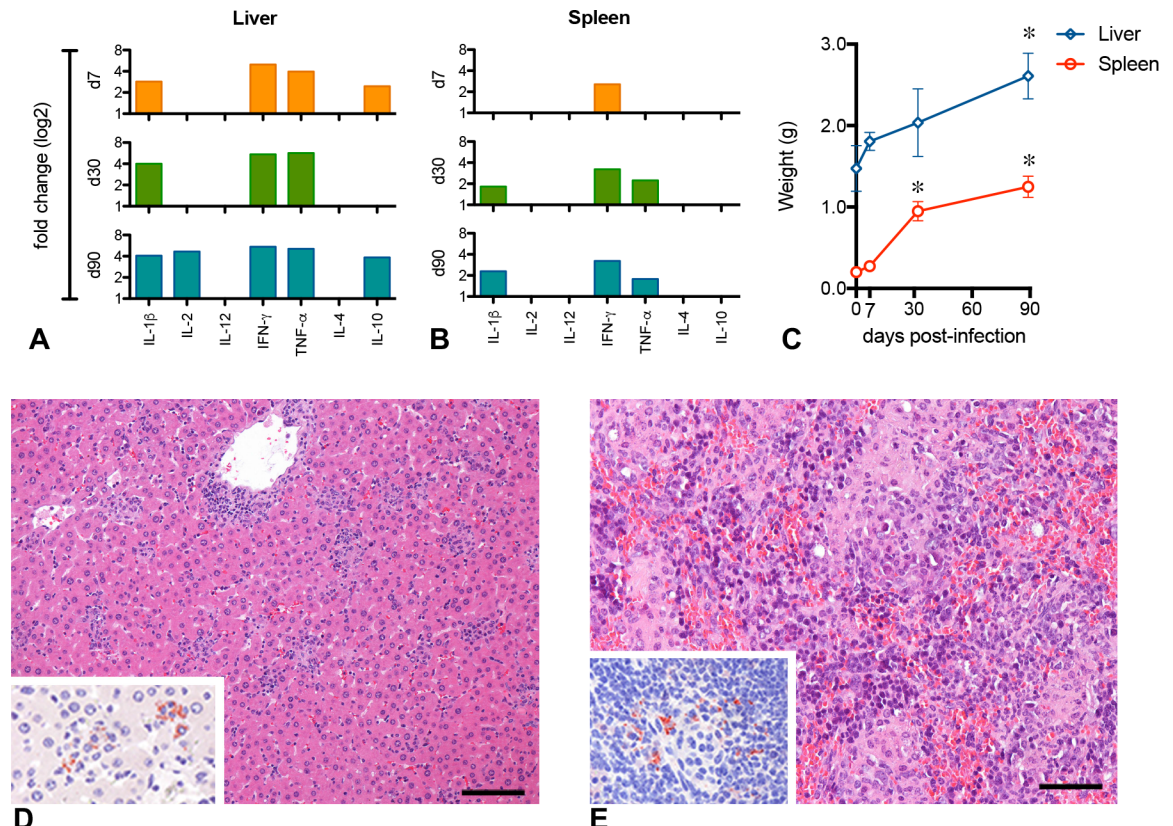 Liver
Spleen
fold change (log2)
d7
8
4
2
1
d30
8
4
2
1
d90
8
4
2
1
IL-1β
IL-2
IL-12
IFN-γ
TNF-α
IL-4
IL-10
A
d7
8
4
2
1
d30
8
4
2
1
d90
8
4
2
1
IL-1β
IL-2
IL-12
IFN-γ
TNF-α
IL-4
IL-10
B
Weight (g)
3.0
2.0
1.0
0.0
0 7 30 60 90
days post-infection
*
*
*
Liver
Spleen
C
D
E